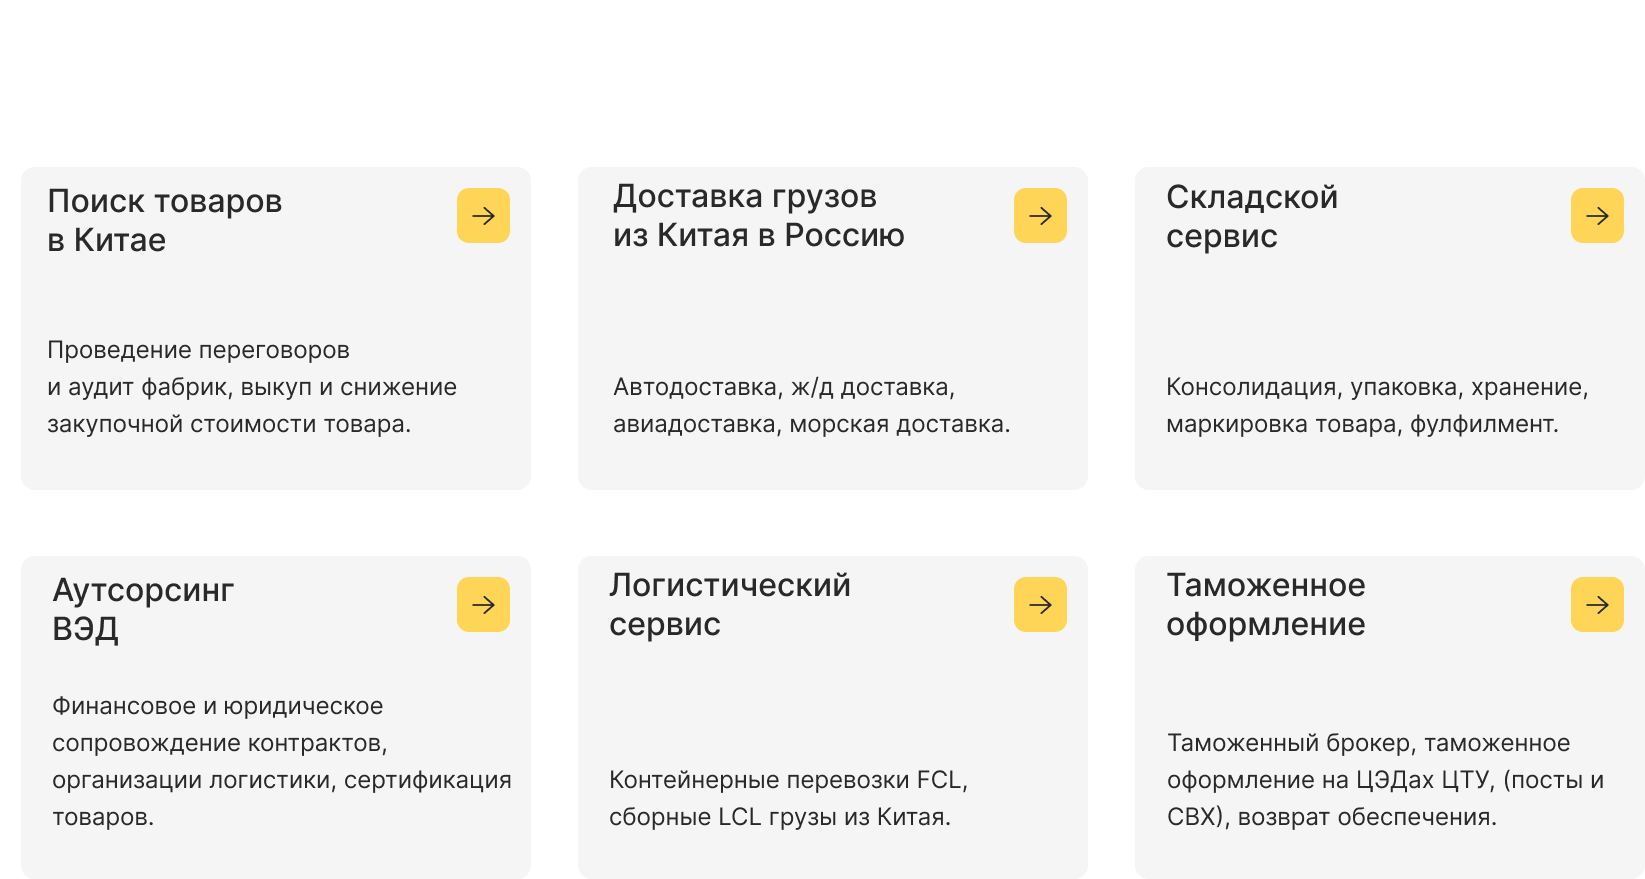 Поиск товаров
в Китае
Проведение переговоров
и аудит фабрик, выкуп и снижение
закупочной стоимости товара.
Доставка грузов
из Китая в Россию
Автодоставка, ж/д доставка,
авиадоставка, морская доставка.
Складской
сервис
Консолидация, упаковка, хранение,
маркировка товара, фулфилмент.
Аутсорсинг
ВЭД
Финансовое и юридическое
сопровождение контрактов,
организации логистики, сертификация
товаров.
Логистический
сервис
Контейнерные перевозки FCL,
сборные LCL грузы из Китая.
Таможенное
оформление
Таможенный брокер, таможенное
оформление на ЦЭДах ЦТУ, (посты и
СВХ), возврат обеспечения.